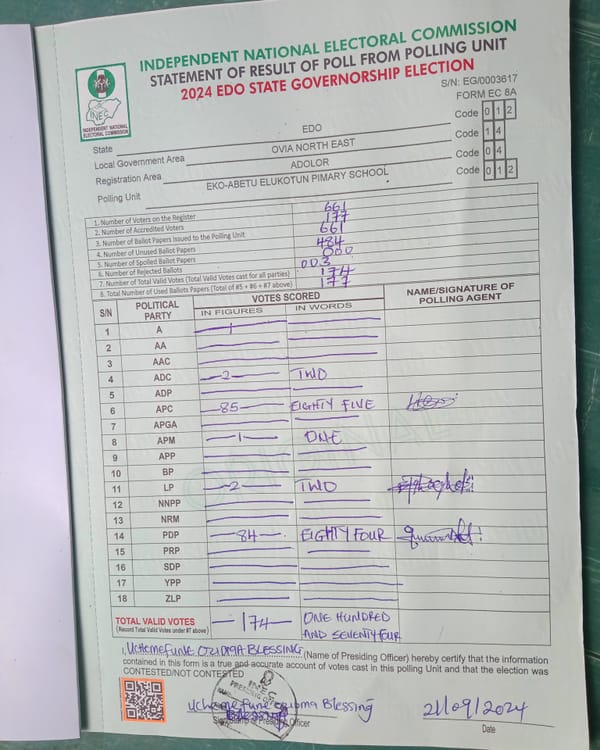 INDEPENDENT NATIONAL ELECTORAL COMMISSION
STATEMENT OF RESULT OF POLL FROM POLLING UNIT
2024 EDO STATE GOVERNORSHIP ELECTION
INEC
INDEPENDENT NATIONAL ELECTORAL COMMISSION
S/N: EG/0003617
FORM EC 8A
State EDO Code 0 1 2
Local Government Area OVIA NORTH EAST Code 1 4
Registration Area ADOLOR Code 0 4
Polling Unit EKO-ABETU ELUKOTUN PIMARY SCHOOL Code 0 1 2
1. Number of Voters on the Register 661
2. Number of Accredited Voters 177
3. Number of Ballot Papers Issued to the Polling Unit 661
4. Number of Unused Ballot Papers 484
5. Number of Spoiled Ballot Papers 000
6. Number of Rejected Ballots 003
7. Number of Total Valid Votes (Total Valid Votes cast for all parties) 174
8. Total Number of Used Ballots Papers (Total of #5 + #6 + #7 above) 177
S/N POLITICAL PARTY VOTES SCORED NAME/SIGNATURE OF POLLING AGENT
IN FIGURES IN WORDS
1 A
2 AA
3 AAC
4 ADC 2 TWO
5 ADP
6 APC 85 EIGHTY FIVE
7 APGA
8 APM 1 ONE
9 APP
10 BP
11 LP 2 TWO
12 NNPP
13 NRM
14 PDP 84 EIGHTY FOUR
15 PRP
16 SDP
17 YPP
18 ZLP
TOTAL VALID VOTES 174 ONE HUNDRED AND SEVENTY FOUR
(Record Total Valid Votes under #7 above)
I, UCHEMEFUNE OZIOMA BLESSING (Name of Presiding Officer) hereby certify that the information
contained in this form is a true and accurate account of votes cast in this polling Unit and that the election was
CONTESTED/NOT CONTESTED
INEC
Uchemefune Ozioma Blessing 21/09/2024
Officer Date